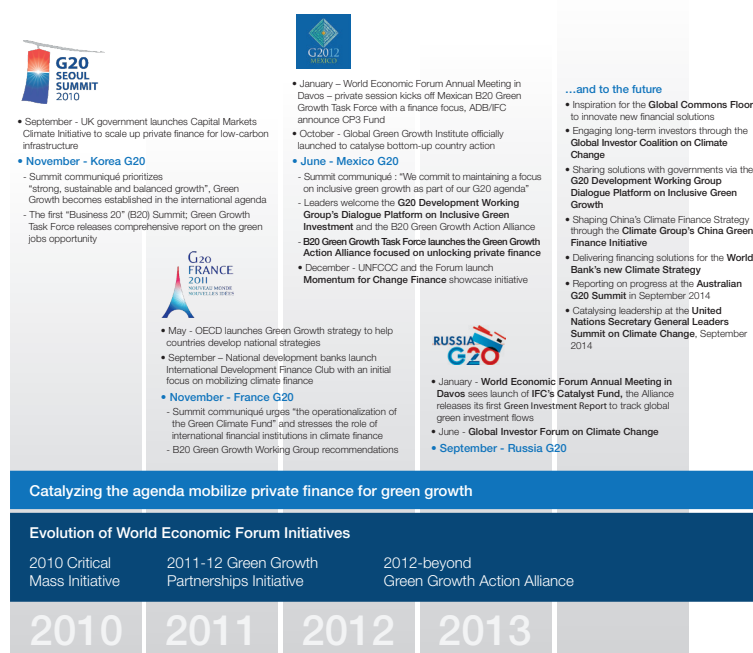 G20
SEOUL
SUMMIT
2010
• September - UK government launches Capital Markets
Climate Initiative to scale up private finance for low-carbon
infrastructure
• November - Korea G20
- Summit communiqué prioritizes
“strong, sustainable and balanced growth”, Green
Growth becomes established in the international agenda
- The first “Business 20” (B20) Summit; Green Growth
Task Force releases comprehensive report on the green
jobs opportunity
G20
FRANCE
2011
NOUVEAU MONDE
NOUVELLES IDÉES
• May - OECD launches Green Growth strategy to help
countries develop national strategies
• September – National development banks launch
International Development Finance Club with an initial
focus on mobilizing climate finance
• November - France G20
- Summit communiqué urges “the operationalization of
the Green Climate Fund” and stresses the role of
international financial institutions in climate finance
- B20 Green Growth Working Group recommendations
G2012
MEXICO
• January – World Economic Forum Annual Meeting in
Davos – private session kicks off Mexican B20 Green
Growth Task Force with a finance focus, ADB/IFC
announce CP3 Fund
• October - Global Green Growth Institute officially
launched to catalyse bottom-up country action
• June - Mexico G20
- Summit communiqué : “We commit to maintaining a focus
on inclusive green growth as part of our G20 agenda”
- Leaders welcome the G20 Development Working
Group’s Dialogue Platform on Inclusive Green
Investment and the B20 Green Growth Action Alliance
- B20 Green Growth Task Force launches the Green Growth
Action Alliance focused on unlocking private finance
• December - UNFCCC and the Forum launch
Momentum for Change Finance showcase initiative
RUSSIA
G20
• January - World Economic Forum Annual Meeting in
Davos sees launch of IFC’s Catalyst Fund, the Alliance
releases its first Green Investment Report to track global
green investment flows
• June - Global Investor Forum on Climate Change
• September - Russia G20
…and to the future
• Inspiration for the Global Commons Floor
to innovate new financial solutions
• Engaging long-term investors through the
Global Investor Coalition on Climate
Change
• Sharing solutions with governments via the
G20 Development Working Group
Dialogue Platform on Inclusive Green
Growth
• Shaping China’s Climate Finance Strategy
through the Climate Group’s China Green
Finance Initiative
• Delivering financing solutions for the World
Bank’s new Climate Strategy
• Reporting on progress at the Australian
G20 Summit in September 2014
• Catalysing leadership at the United
Nations Secretary General Leaders
Summit on Climate Change, September
2014
Catalyzing the agenda mobilize private finance for green growth
Evolution of World Economic Forum Initiatives
2010 Critical
Mass Initiative
2011-12 Green Growth
Partnerships Initiative
2012-beyond
Green Growth Action Alliance
2010
2011
2012
2013